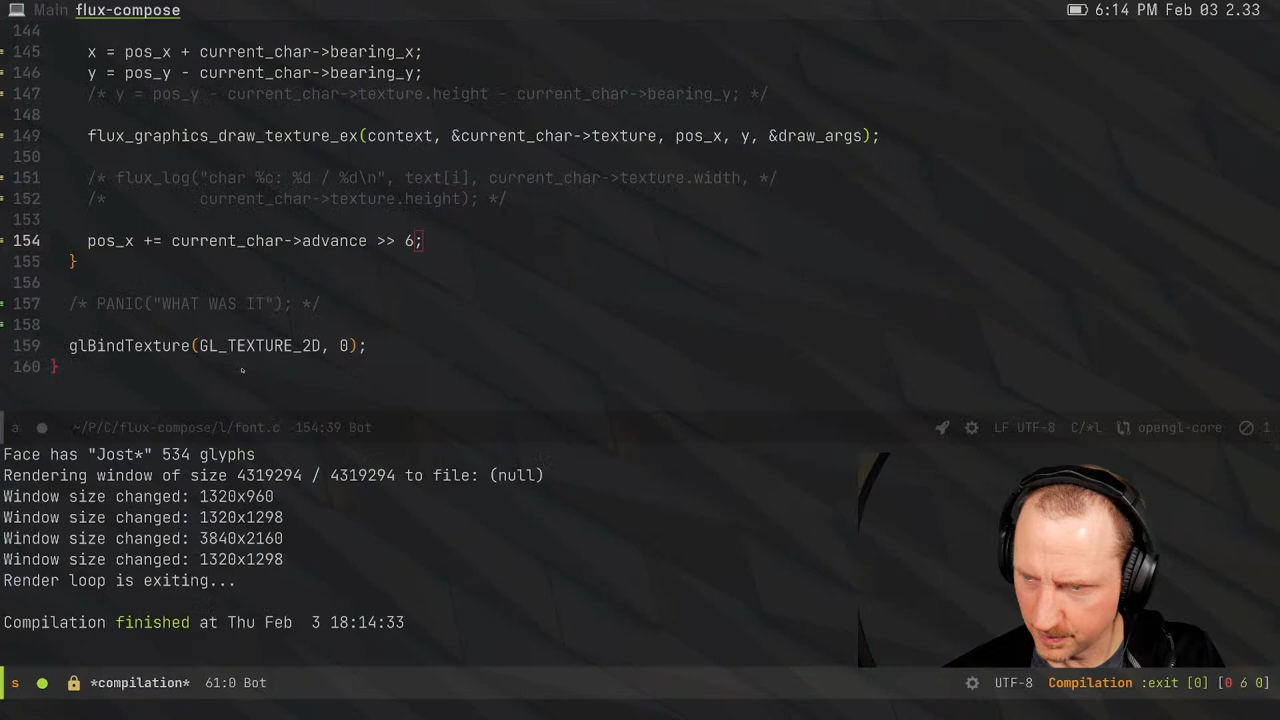 Main flux-compose 6:14 PM Feb 03 2.33
144
145 x = pos_x + current_char->bearing_x;
146 y = pos_y - current_char->bearing_y;
147 /* y = pos_y - current_char->texture.height - current_char->bearing_y; */
148
149 flux_graphics_draw_texture_ex(context, &current_char->texture, pos_x, y, &draw_args);
150
151 /* flux_log("char %c: %d / %d\n", text[i], current_char->texture.width, */
152 /* current_char->texture.height); */
153
154 pos_x += current_char->advance >> 6;
155 }
156
157 /* PANIC("WHAT WAS IT"); */
158
159 glBindTexture(GL_TEXTURE_2D, 0);
160 }
a ~/P/C/flux-compose/l/font.c 154:39 Bot LF UTF-8 C/*l opengl-core 1
Face has "Jost*" 534 glyphs
Rendering window of size 4319294 / 4319294 to file: (null)
Window size changed: 1320x960
Window size changed: 1320x1298
Window size changed: 3840x2160
Window size changed: 1320x1298
Render loop is exiting...
Compilation finished at Thu Feb  3 18:14:33
s *compilation* 61:0 Bot UTF-8 Compilation :exit [0] [0 6 0]